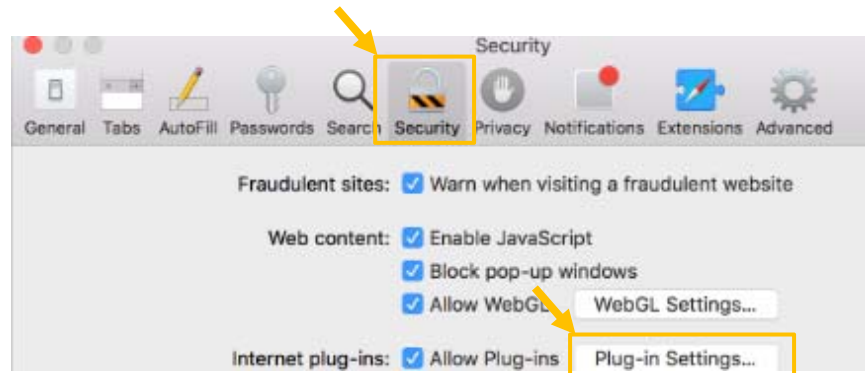 Security
General Tabs AutoFill Passwords Search Security Privacy Notifications Extensions Advanced
Fraudulent sites: Warn when visiting a fraudulent website
Web content: Enable JavaScript
Block pop-up windows
Allow WebGL WebGL Settings...
Internet plug-ins: Allow Plug-ins Plug-in Settings...